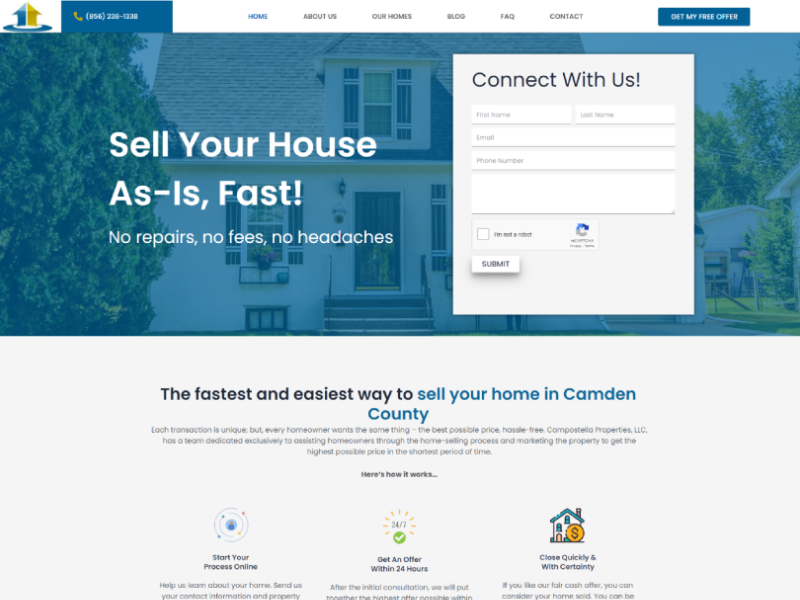 (856) 238-1338
HOME
ABOUT US
OUR HOMES
BLOG
FAQ
CONTACT
GET MY FREE OFFER
Sell Your House
As-Is, Fast!
No repairs, no fees, no headaches
Connect With Us!
First Name
Last Name
Email
Phone Number
I'm not a robot
reCAPTCHA
Privacy - Terms
SUBMIT
The fastest and easiest way to sell your home in Camden
County
Each transaction is unique; but, every homeowner wants the same thing – the best possible price, hassle-free. Campostella Properties, LLC,
has a team dedicated exclusively to assisting homeowners through the home-selling process and marketing the property to get the
highest possible price in the shortest period of time.
Here's how it works...
24/7
Start Your
Process Online
Get An Offer
Within 24 Hours
Close Quickly &
With Certainty
Help us learn about your home. Send us
your contact information and property
After the initial consultation, we will put
together the highest offer possible within
If you like our fair cash offer, you can
consider your home sold. You can be